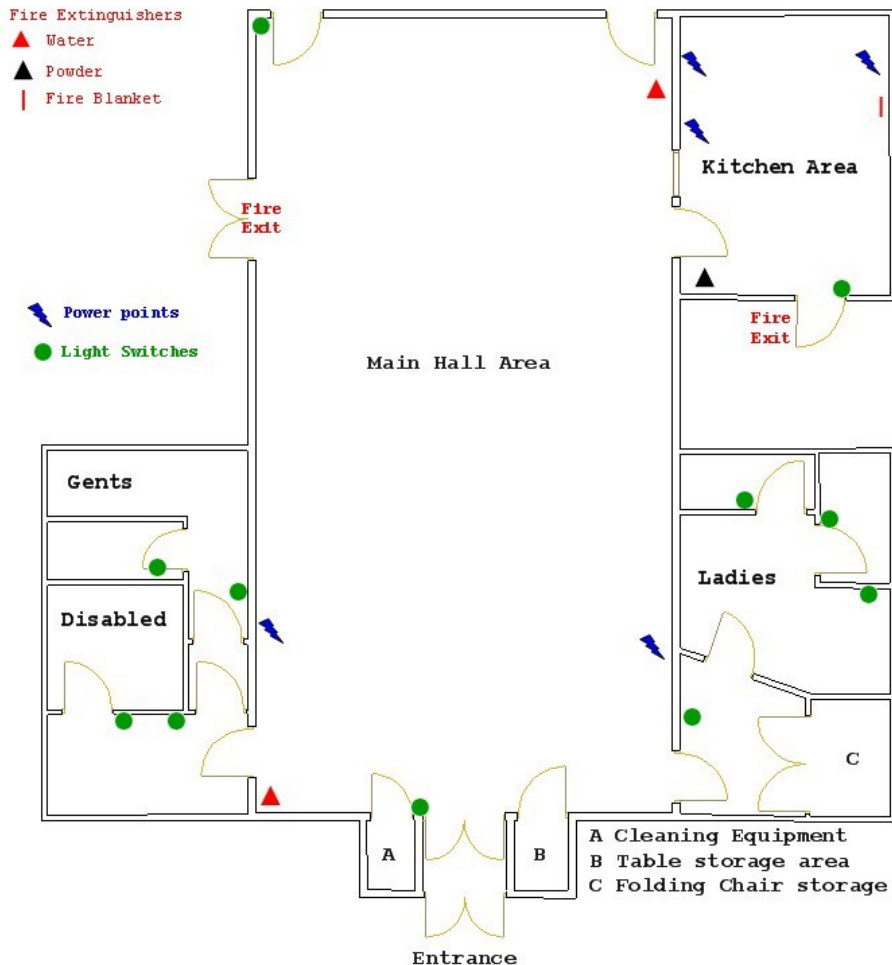 Fire Extinguishers
Water
Powder
Fire Blanket
Kitchen Area
Fire
Exit
Power points
Light Switches
Fire
Exit
Main Hall Area
Gents
Ladies
Disabled
C
A
B
A Cleaning Equipment
B Table storage area
C Folding Chair storage
Entrance